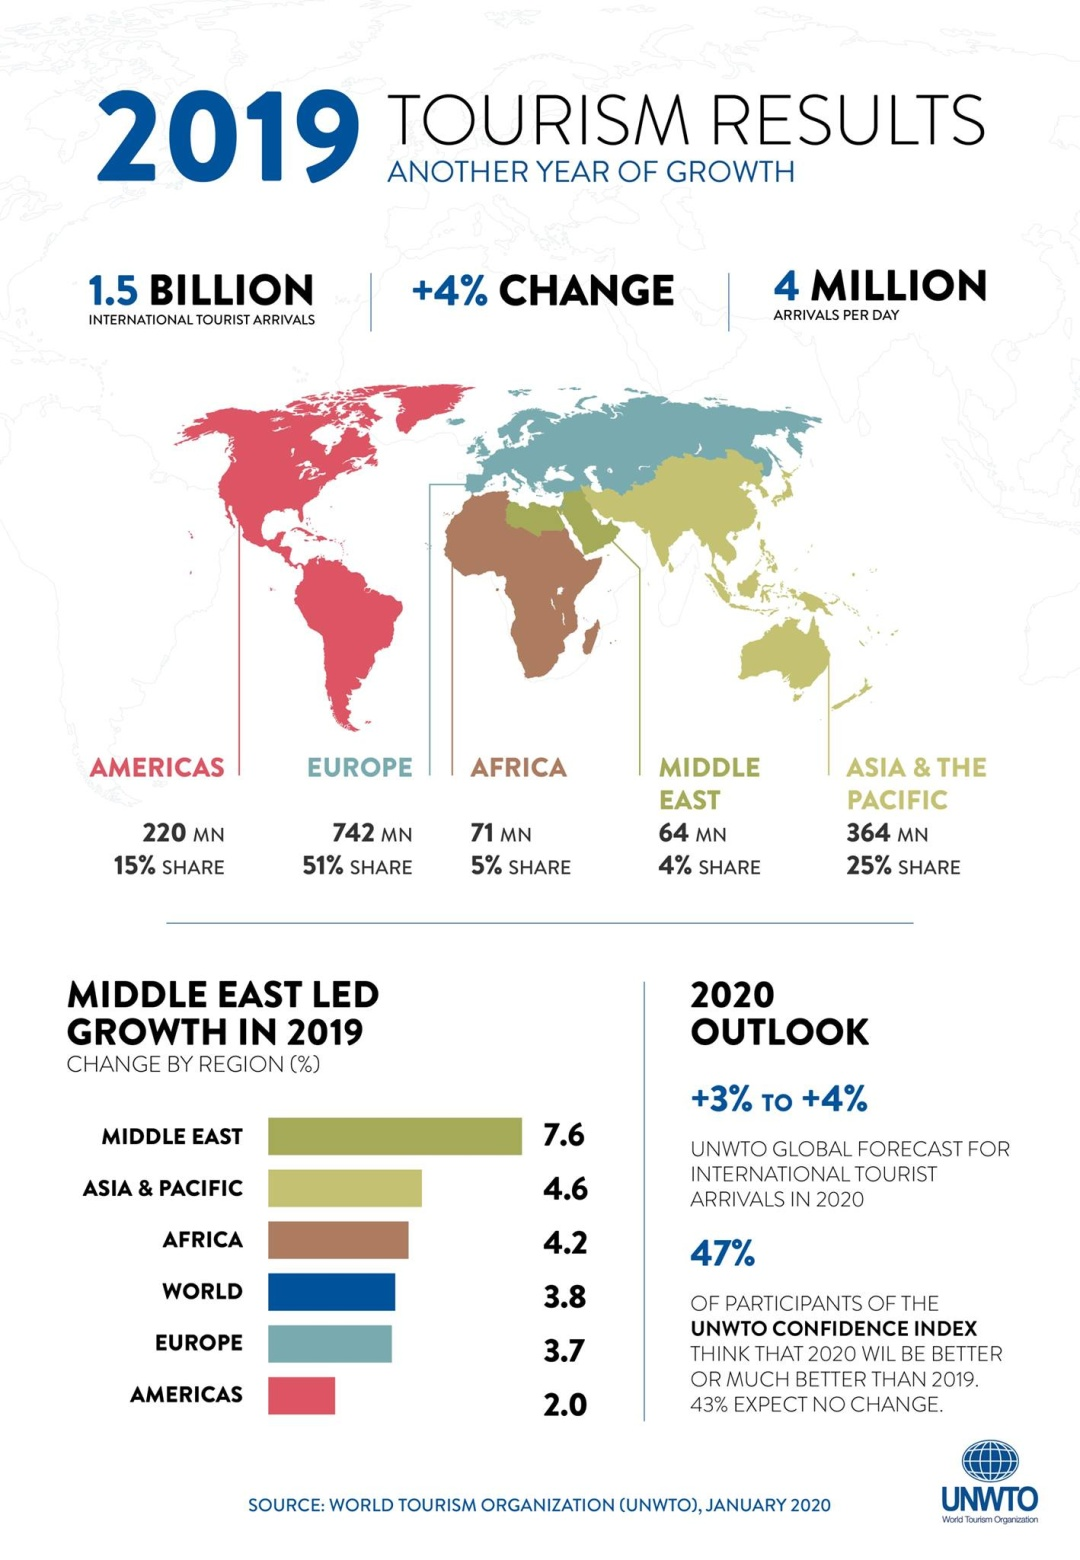 2019 TOURISM RESULTS
ANOTHER YEAR OF GROWTH
1.5 BILLION
INTERNATIONAL TOURIST ARRIVALS
+4% CHANGE
4 MILLION
ARRIVALS PER DAY
AMERICAS
220 MN
15% SHARE
EUROPE
742 MN
51% SHARE
AFRICA
71 MN
5% SHARE
MIDDLE
EAST
64 MN
4% SHARE
ASIA & THE
PACIFIC
364 MN
25% SHARE
MIDDLE EAST LED
GROWTH IN 2019
CHANGE BY REGION (%)
MIDDLE EAST 7.6
ASIA & PACIFIC 4.6
AFRICA 4.2
WORLD 3.8
EUROPE 3.7
AMERICAS 2.0
2020
OUTLOOK
+3% TO +4%
UNWTO GLOBAL FORECAST FOR
INTERNATIONAL TOURIST
ARRIVALS IN 2020
47%
OF PARTICIPANTS OF THE
UNWTO CONFIDENCE INDEX
THINK THAT 2020 WIL BE BETTER
OR MUCH BETTER THAN 2019.
43% EXPECT NO CHANGE.
SOURCE: WORLD TOURISM ORGANIZATION (UNWTO), JANUARY 2020
UNWTO
World Tourism Organization